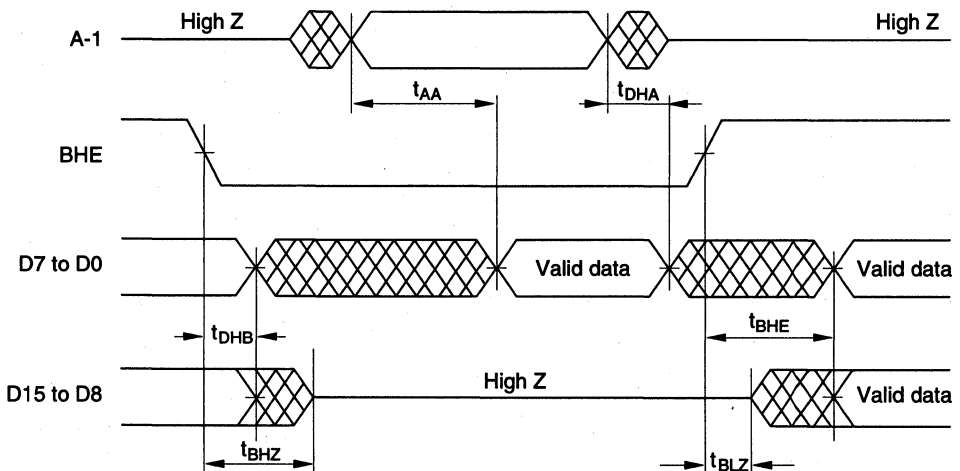 High Z
High Z
A-1
tAA
tDHA
BHE
D7 to D0
Valid data
Valid data
tDHB
tBHE
D15 to D8
High Z
Valid data
tBHZ
tBLZ